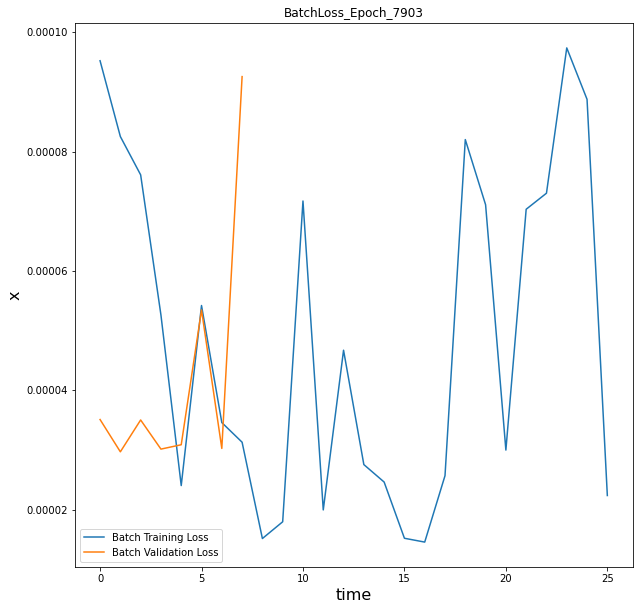 BatchLoss_Epoch_7903
0.00010
0.00008
0.00006
0.00004
0.00002
x
Batch Training Loss
Batch Validation Loss
0 5 10 15 20 25
time